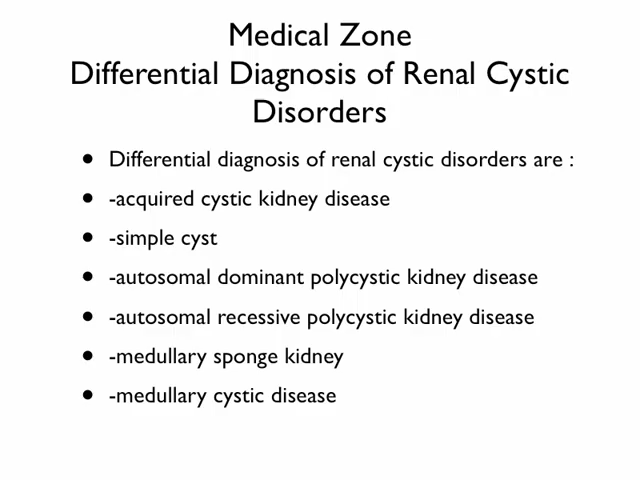 Medical Zone
Differential Diagnosis of Renal Cystic
Disorders
• Differential diagnosis of renal cystic disorders are :
• -acquired cystic kidney disease
• -simple cyst
• -autosomal dominant polycystic kidney disease
• -autosomal recessive polycystic kidney disease
• -medullary sponge kidney
• -medullary cystic disease